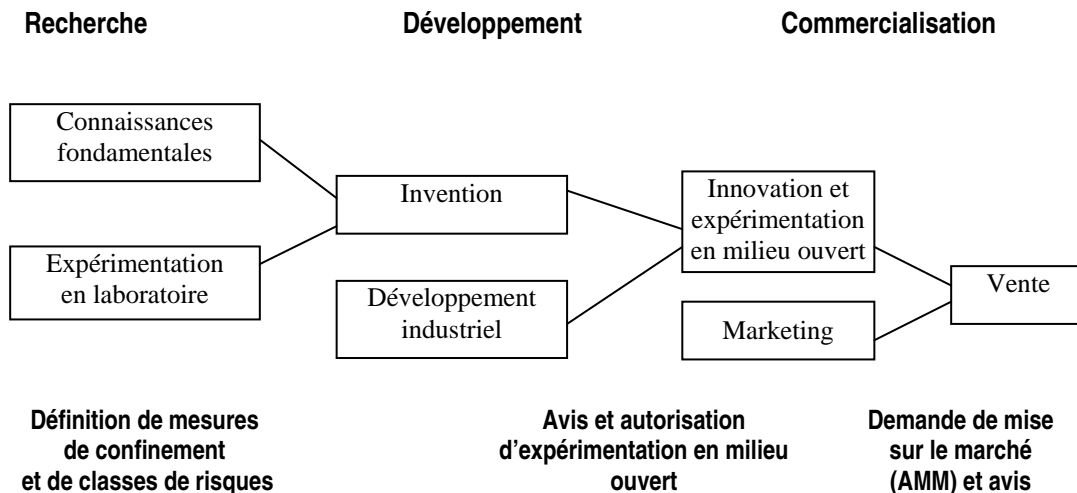 Recherche
Développement
Commercialisation
Connaissances
fondamentales
Expérimentation
en laboratoire
Invention
Développement
industriel
Innovation et
expérimentation
en milieu ouvert
Marketing
Vente
Définition de mesures
de confinement
et de classes de risques
Avis et autorisation
d'expérimentation en milieu
ouvert
Demande de mise
sur le marché
(AMM) et avis